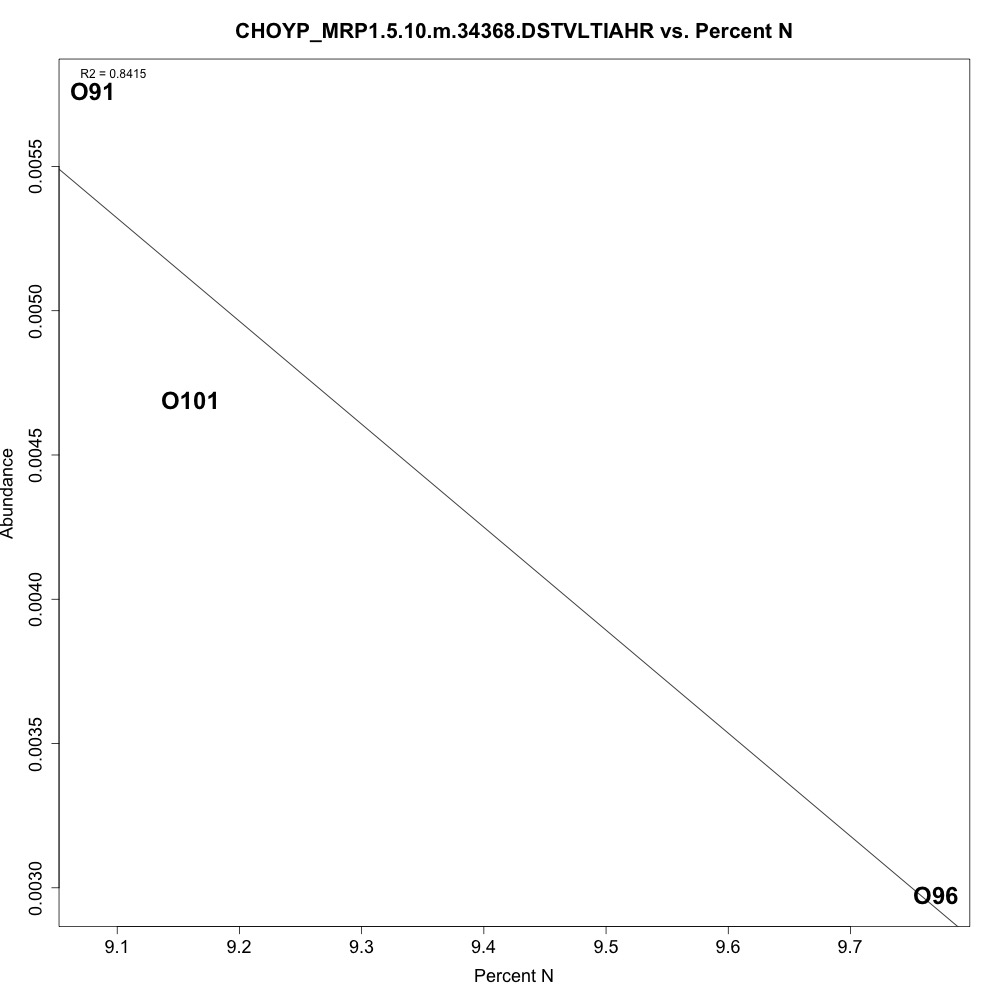 CHOYP_MRP1.5.10.m.34368.DSTVLTIAHR vs. Percent N
R2 = 0.8415
O91
O101
O96
Abundance
0.0055
0.0050
0.0045
0.0040
0.0035
0.0030
9.1 9.2 9.3 9.4 9.5 9.6 9.7
Percent N